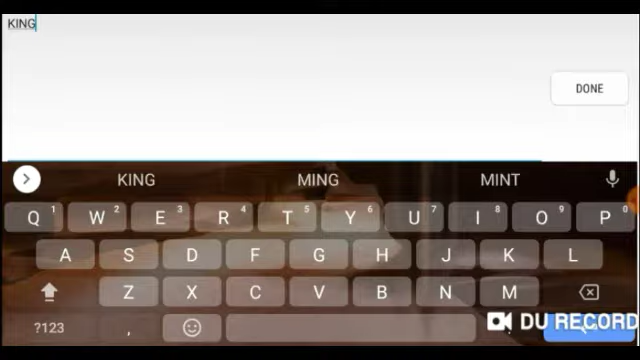 KING
DONE
KING MING MINT
Q 1 W 2 E 3 R 4 T 5 Y 6 U 7 I 8 O 9 P 0
A S D F G H J K L
Z X C V B N M
?123 , DU RECORD